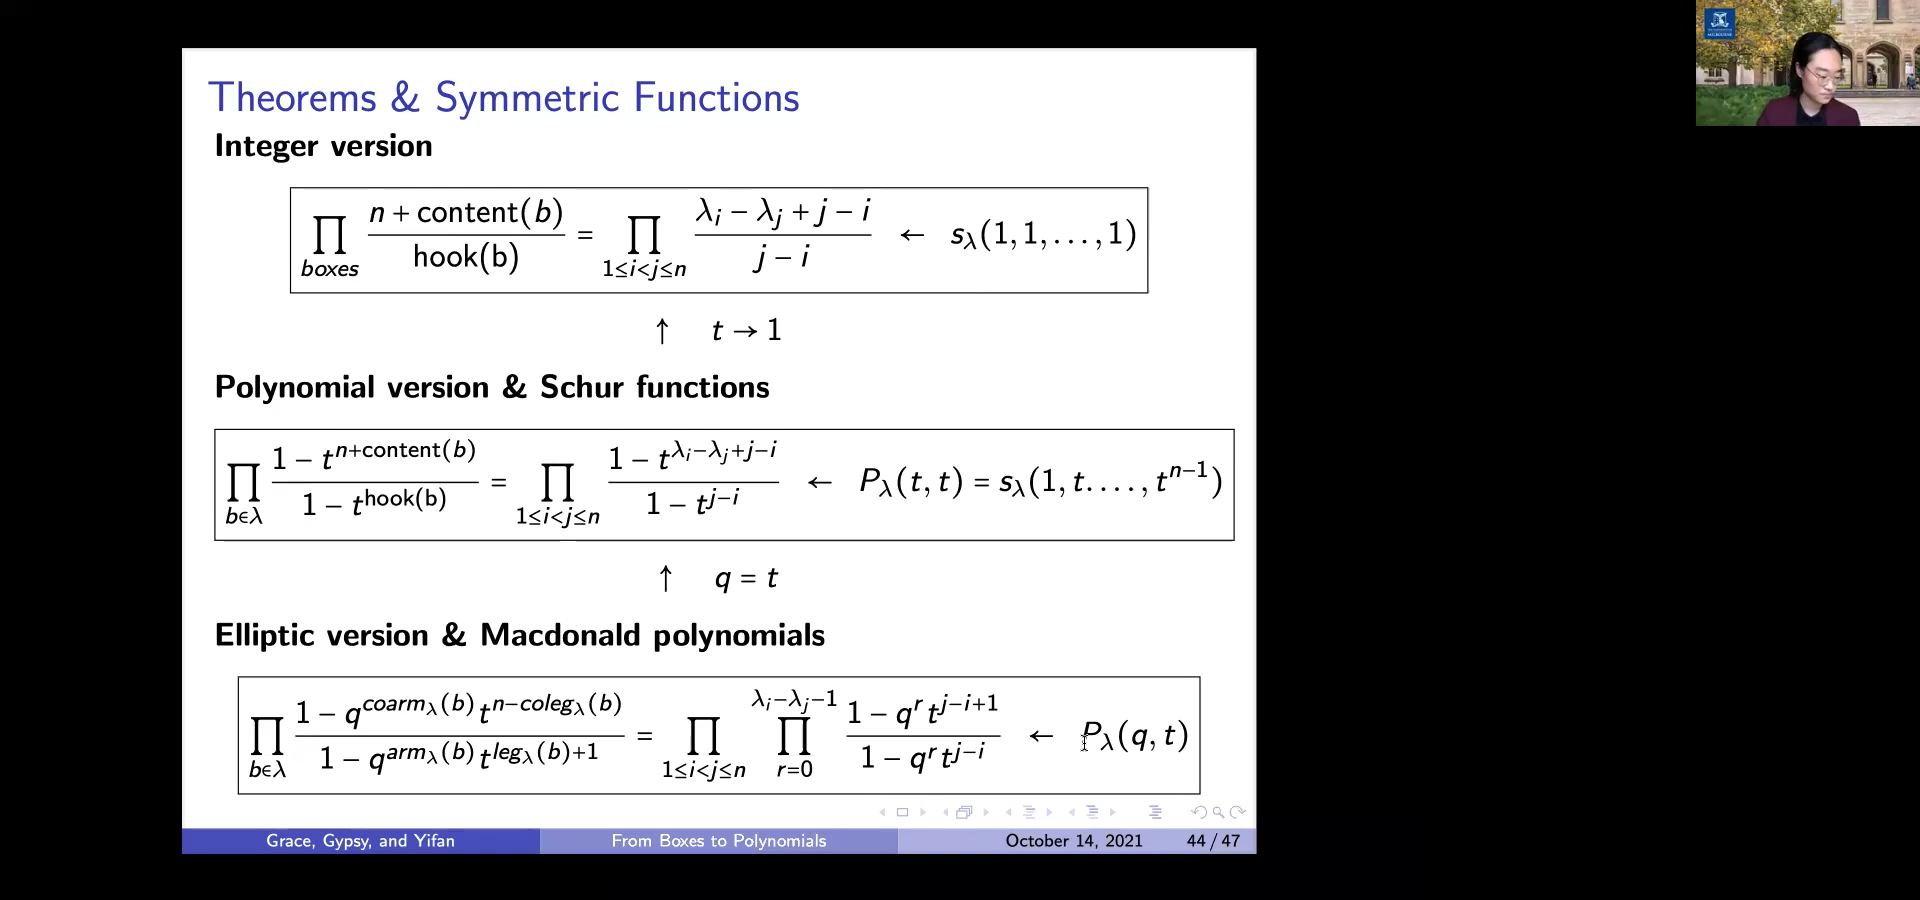 Theorems & Symmetric Functions
Integer version
∏_{boxes} (n + content(b)) / hook(b) = ∏_{1≤i<j≤n} (λ_i − λ_j + j − i) / (j − i) ← s_λ(1, 1, . . . , 1)
↑ t → 1
Polynomial version & Schur functions
∏_{b∈λ} (1 − t^{n+content(b)}) / (1 − t^{hook(b)}) = ∏_{1≤i<j≤n} (1 − t^{λ_i−λ_j+j−i}) / (1 − t^{j−i}) ← P_λ(t, t) = s_λ(1, t. . . . , t^{n−1})
↑ q = t
Elliptic version & Macdonald polynomials
∏_{b∈λ} (1 − q^{coarm_λ(b)} t^{n−coleg_λ(b)}) / (1 − q^{arm_λ(b)} t^{leg_λ(b)+1}) = ∏_{1≤i<j≤n} ∏_{r=0}^{λ_i−λ_j−1} (1 − q^r t^{j−i+1}) / (1 − q^r t^{j−i}) ← P_λ(q, t)
Grace, Gypsy, and Yifan From Boxes to Polynomials October 14, 2021 44 / 47
MELBOURNE